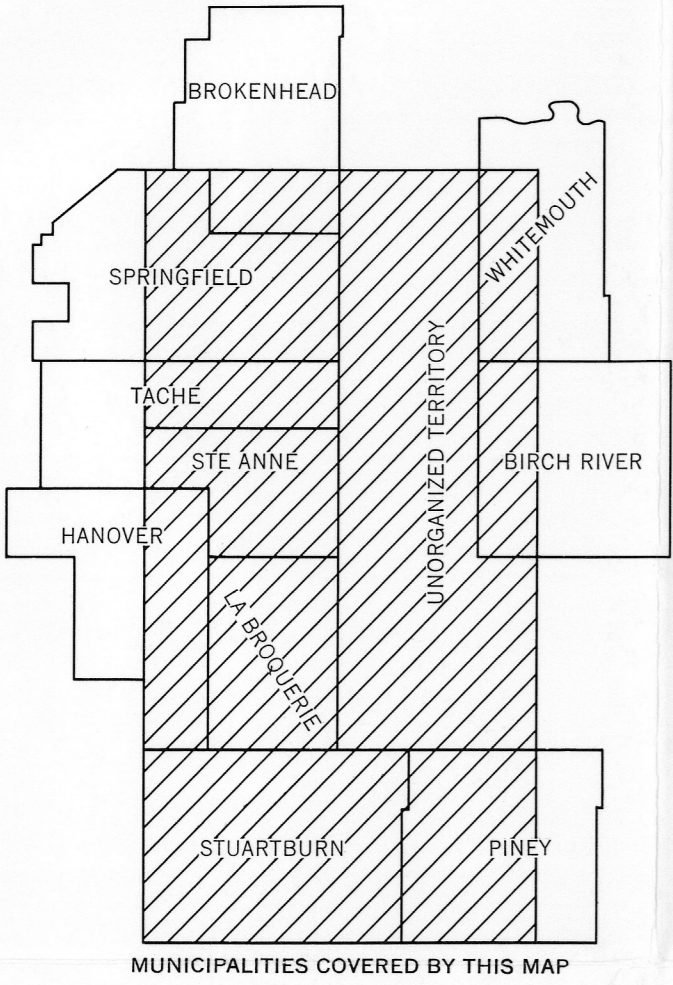 BROKENHEAD
WHITEMOUTH
SPRINGFIELD
UNORGANIZED TERRITORY
TACHE
STE ANNE
BIRCH RIVER
HANOVER
LA BROQUERIE
STUARTBURN
PINEY
MUNICIPALITIES COVERED BY THIS MAP